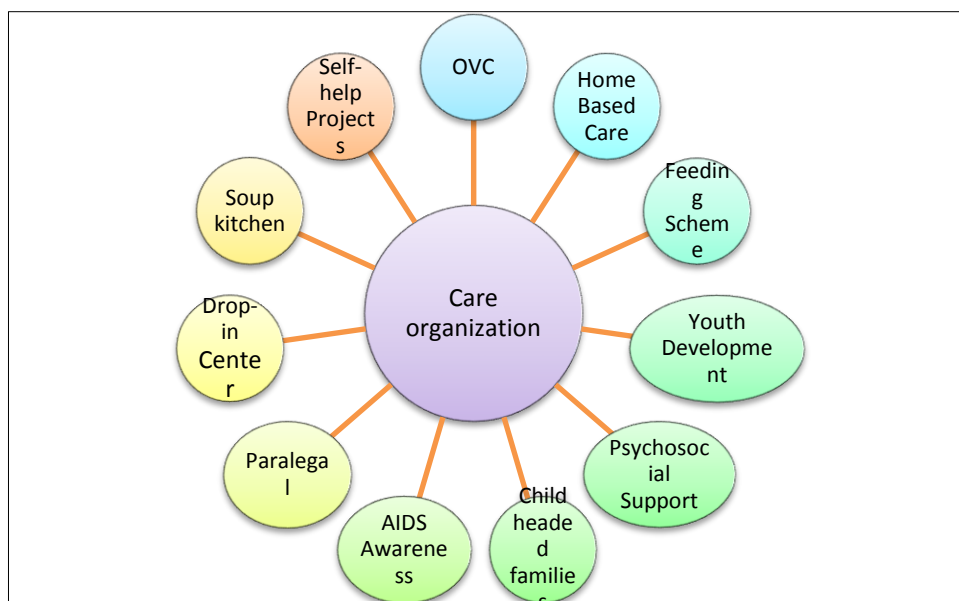 OVC
Home
Based
Care
Feedin
g
Schem
e
Youth
Developme
nt
Psychosoc
ial
Support
Child
heade
d
familie
s
AIDS
Awarene
ss
Paralega
l
Drop-
in
Cente
r
Soup
kitchen
Self-
help
Project
s
Care
organization